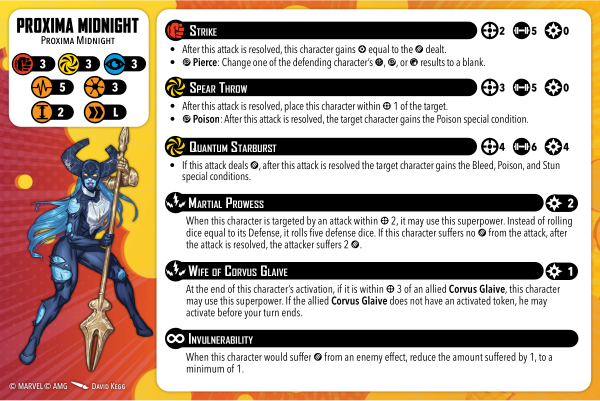 PROXIMA MIDNIGHT
PROXIMA MIDNIGHT
3 3 3
5 3
2 L
STRIKE 2 5 0
• After this attack is resolved, this character gains equal to the dealt.
• Pierce: Change one of the defending character's , , or results to a blank.
SPEAR THROW 3 5 0
• After this attack is resolved, place this character within 1 of the target.
• Poison: After this attack is resolved, the target character gains the Poison special condition.
QUANTUM STARBURST 4 6 4
• If this attack deals , after this attack is resolved the target character gains the Bleed, Poison, and Stun
special conditions.
MARTIAL PROWESS 2
When this character is targeted by an attack within 2, it may use this superpower. Instead of rolling
dice equal to its Defense, it rolls five defense dice. If this character suffers no from the attack, after
the attack is resolved, the attacker suffers 2 .
WIFE OF CORVUS GLAIVE 1
At the end of this character's activation, if it is within 3 of an allied Corvus Glaive, this character
may use this superpower. If the allied Corvus Glaive does not have an activated token, he may
activate before your turn ends.
INVULNERABILITY
When this character would suffer from an enemy effect, reduce the amount suffered by 1, to a
minimum of 1.
© MARVEL © AMG DAVID KEGG